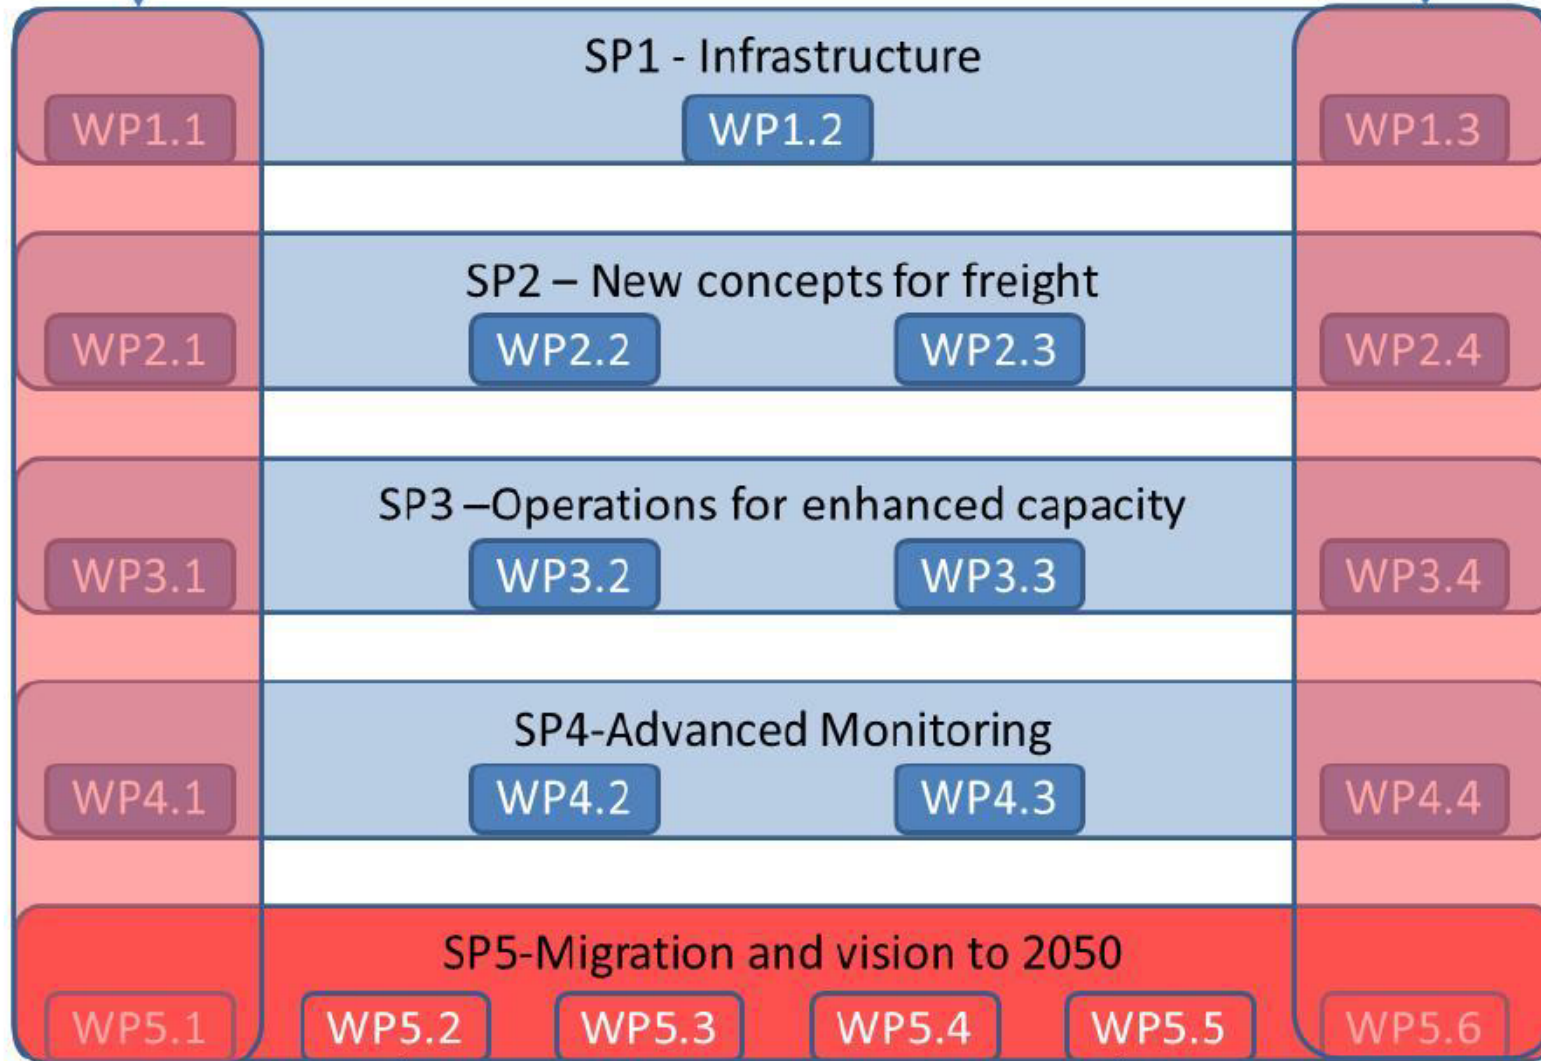 SP1 - Infrastructure
WP1.1 WP1.2 WP1.3
SP2 – New concepts for freight
WP2.1 WP2.2 WP2.3 WP2.4
SP3 –Operations for enhanced capacity
WP3.1 WP3.2 WP3.3 WP3.4
SP4-Advanced Monitoring
WP4.1 WP4.2 WP4.3 WP4.4
SP5-Migration and vision to 2050
WP5.1 WP5.2 WP5.3 WP5.4 WP5.5 WP5.6